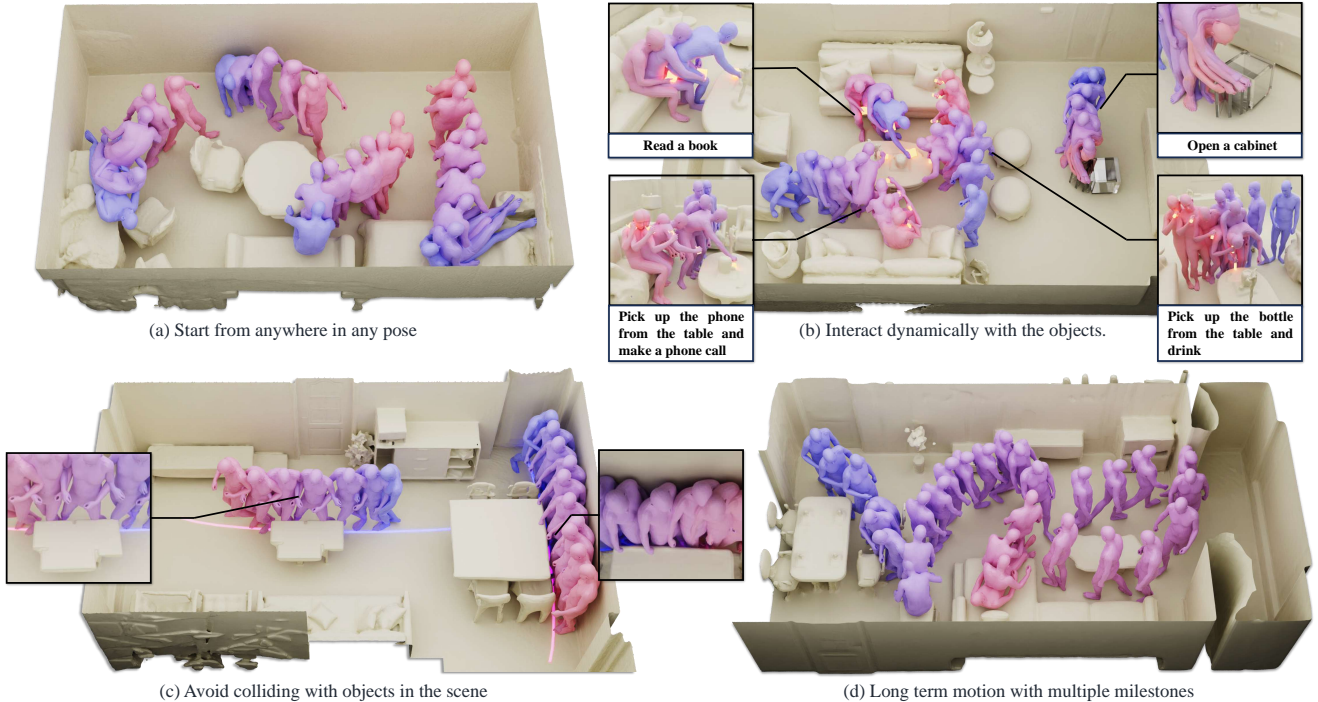 Read a book
Open a cabinet
Pick up the phone
from the table and
make a phone call
Pick up the bottle
from the table and
drink
(a) Start from anywhere in any pose
(b) Interact dynamically with the objects.
(c) Avoid colliding with objects in the scene
(d) Long term motion with multiple milestones